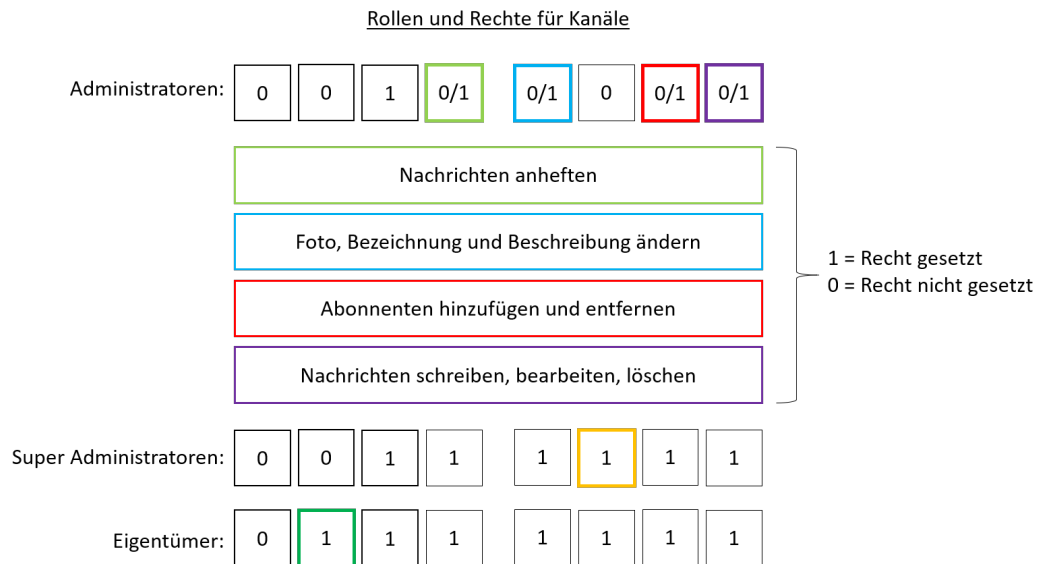 Rollen und Rechte für Kanäle
Administratoren: 0 0 1 0/1 0/1 0 0/1 0/1
Nachrichten anheften
Foto, Bezeichnung und Beschreibung ändern
Abonnenten hinzufügen und entfernen
Nachrichten schreiben, bearbeiten, löschen
1 = Recht gesetzt
0 = Recht nicht gesetzt
Super Administratoren: 0 0 1 1 1 1 1 1
Eigentümer: 0 1 1 1 1 1 1 1